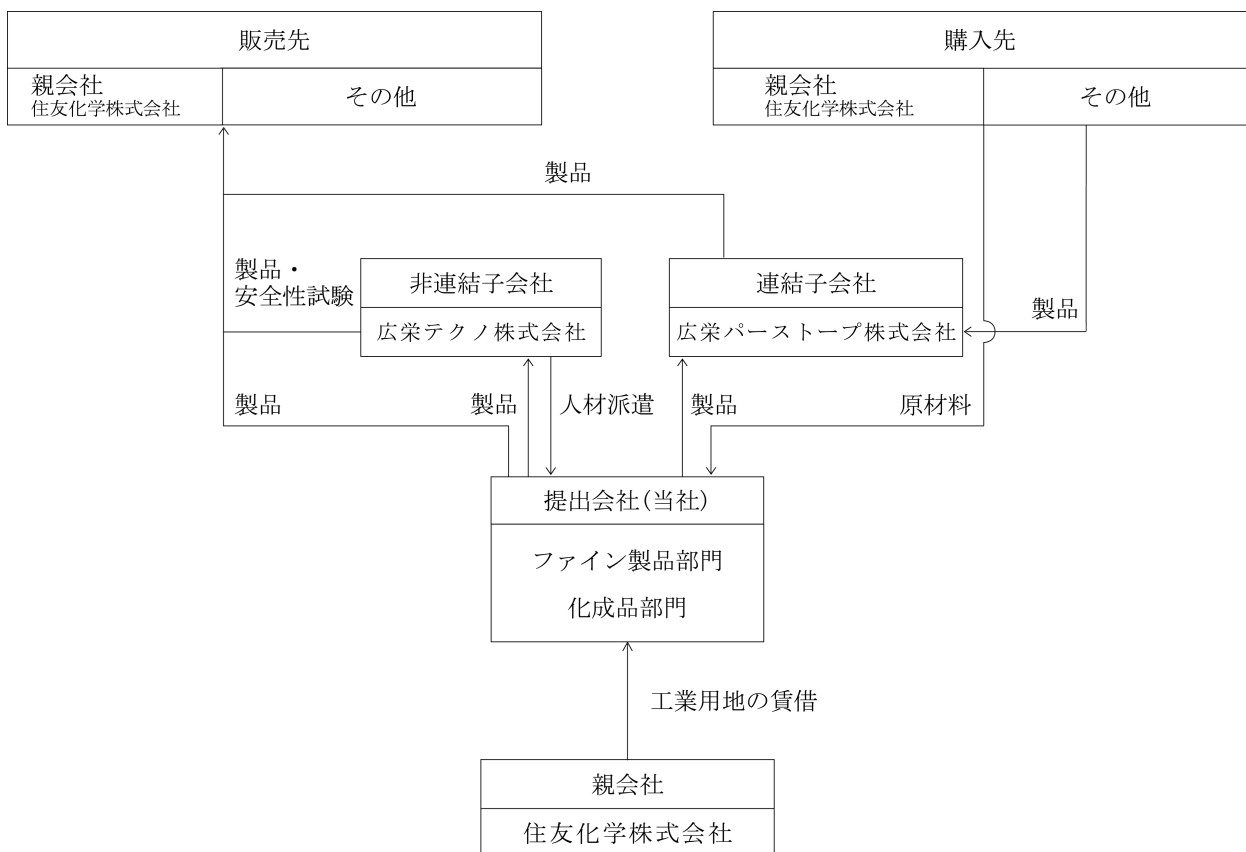 販売先
購入先
親会社
住友化学株式会社
その他
親会社
住友化学株式会社
その他
製品
製品・
安全性試験
非連結子会社
広栄テクノ株式会社
連結子会社
広栄パーストープ株式会社
製品
製品
製品
人材派遣
製品
原材料
提出会社(当社)
ファイン製品部門
化成品部門
工業用地の賃借
親会社
住友化学株式会社